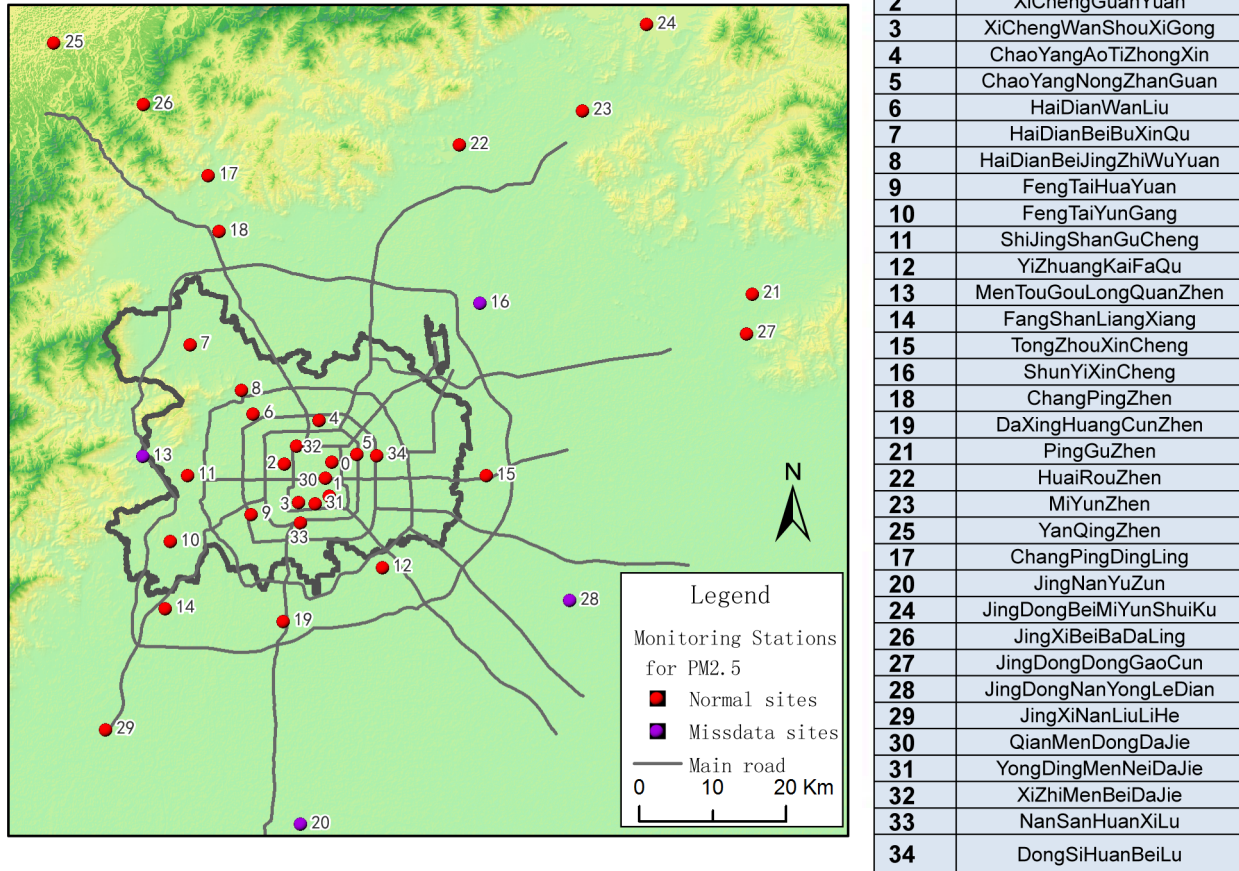 25
24
26
23
22
17
18
21
16
27
7
8
6
4
5
32
34
2
0
13
11
30
15
1
3
31
9
33
10
12
28
14
19
29
20
N
Legend
Monitoring Stations
for PM2.5
Normal sites
Missdata sites
Main road
0 10 20 Km
2 XiChengGuanYuan
3 XiChengWanShouXiGong
4 ChaoYangAoTiZhongXin
5 ChaoYangNongZhanGuan
6 HaiDianWanLiu
7 HaiDianBeiBuXinQu
8 HaiDianBeiJingZhiWuYuan
9 FengTaiHuaYuan
10 FengTaiYunGang
11 ShiJingShanGuCheng
12 YiZhuangKaiFaQu
13 MenTouGouLongQuanZhen
14 FangShanLiangXiang
15 TongZhouXinCheng
16 ShunYiXinCheng
18 ChangPingZhen
19 DaXingHuangCunZhen
21 PingGuZhen
22 HuaiRouZhen
23 MiYunZhen
25 YanQingZhen
17 ChangPingDingLing
20 JingNanYuZun
24 JingDongBeiMiYunShuiKu
26 JingXiBeiBaDaLing
27 JingDongDongGaoCun
28 JingDongNanYongLeDian
29 JingXiNanLiuLiHe
30 QianMenDongDaJie
31 YongDingMenNeiDaJie
32 XiZhiMenBeiDaJie
33 NanSanHuanXiLu
34 DongSiHuanBeiLu